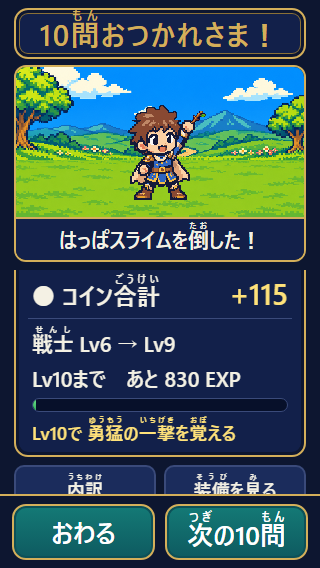 10問おつかれさま！
はっぱスライムを倒した！
コイン合計 +115
戦士 Lv6 → Lv9
Lv10まで あと 830 EXP
Lv10で 勇猛の一撃を覚える
内訳 装備を見る
おわる 次の10問